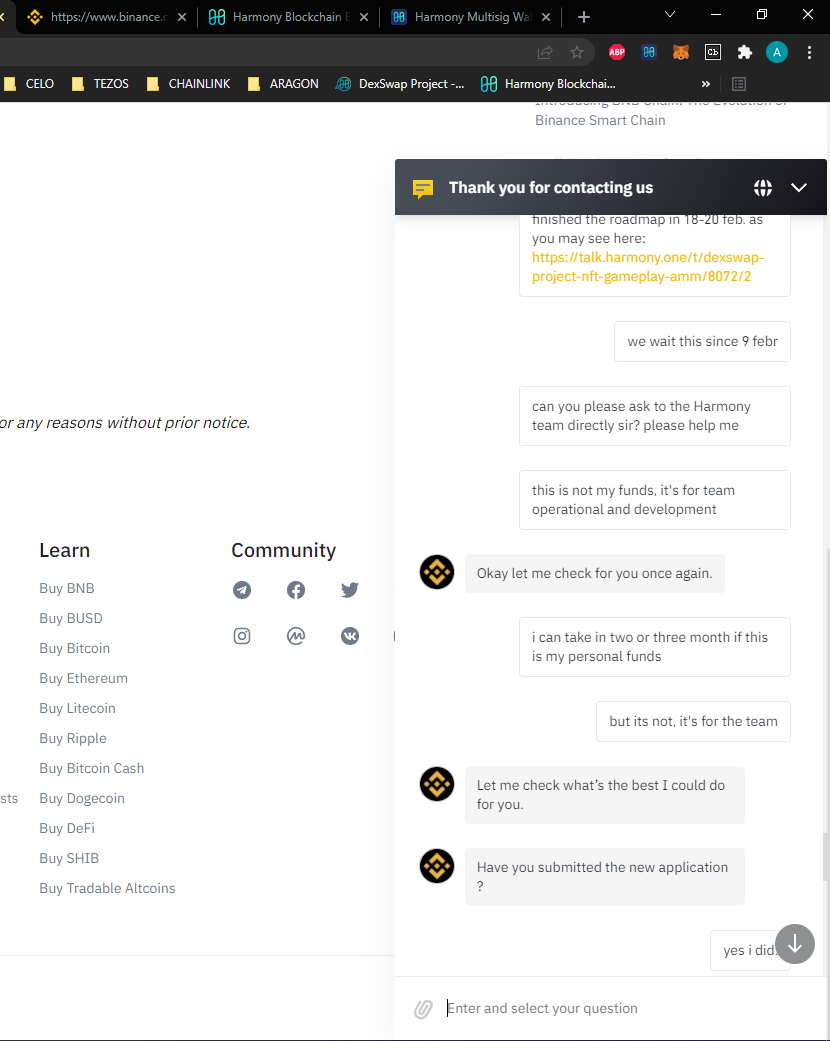 https://www.binance.c
Harmony Blockchain E
Harmony Multisig Wal
ABP
Cb
A
CELO
TEZOS
CHAINLINK
ARAGON
DexSwap Project -...
Harmony Blockchai...
»
Introducing BNB Chain: The Evolution of
Binance Smart Chain
Thank you for contacting us
finished the roadmap in 18-20 feb. as
you may see here:
https://talk.harmony.one/t/dexswap-
project-nft-gameplay-amm/8072/2
we wait this since 9 febr
can you please ask to the Harmony
team directly sir? please help me
this is not my funds, it's for team
operational and development
Okay let me check for you once again.
i can take in two or three month if this
is my personal funds
but its not, it's for the team
Let me check what’s the best I could do
for you.
Have you submitted the new application
?
yes i did.
Enter and select your question
or any reasons without prior notice.
Learn
Buy BNB
Buy BUSD
Buy Bitcoin
Buy Ethereum
Buy Litecoin
Buy Ripple
Buy Bitcoin Cash
sts
Buy Dogecoin
Buy DeFi
Buy SHIB
Buy Tradable Altcoins
Community